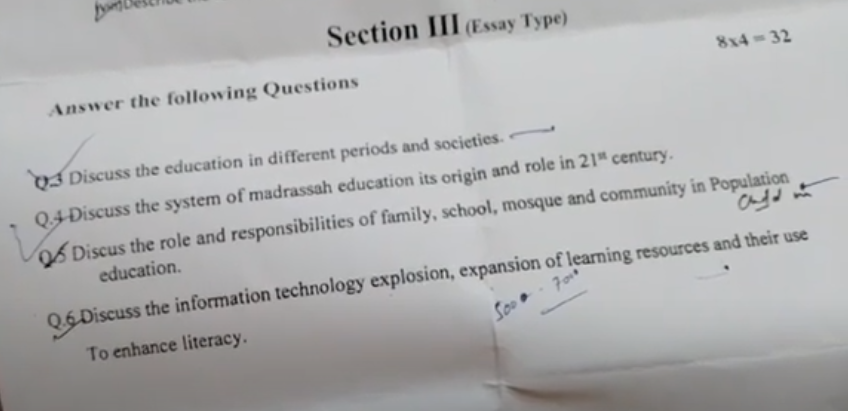 Section III (Essay Type)
8x4 = 32
Answer the following Questions
Q.3 Discuss the education in different periods and societies.
Q.4 Discuss the system of madrassah education its origin and role in 21st century.
Q5 Discus the role and responsibilities of family, school, mosque and community in Population
education.
Q.6 Discuss the information technology explosion, expansion of learning resources and their use
To enhance literacy.